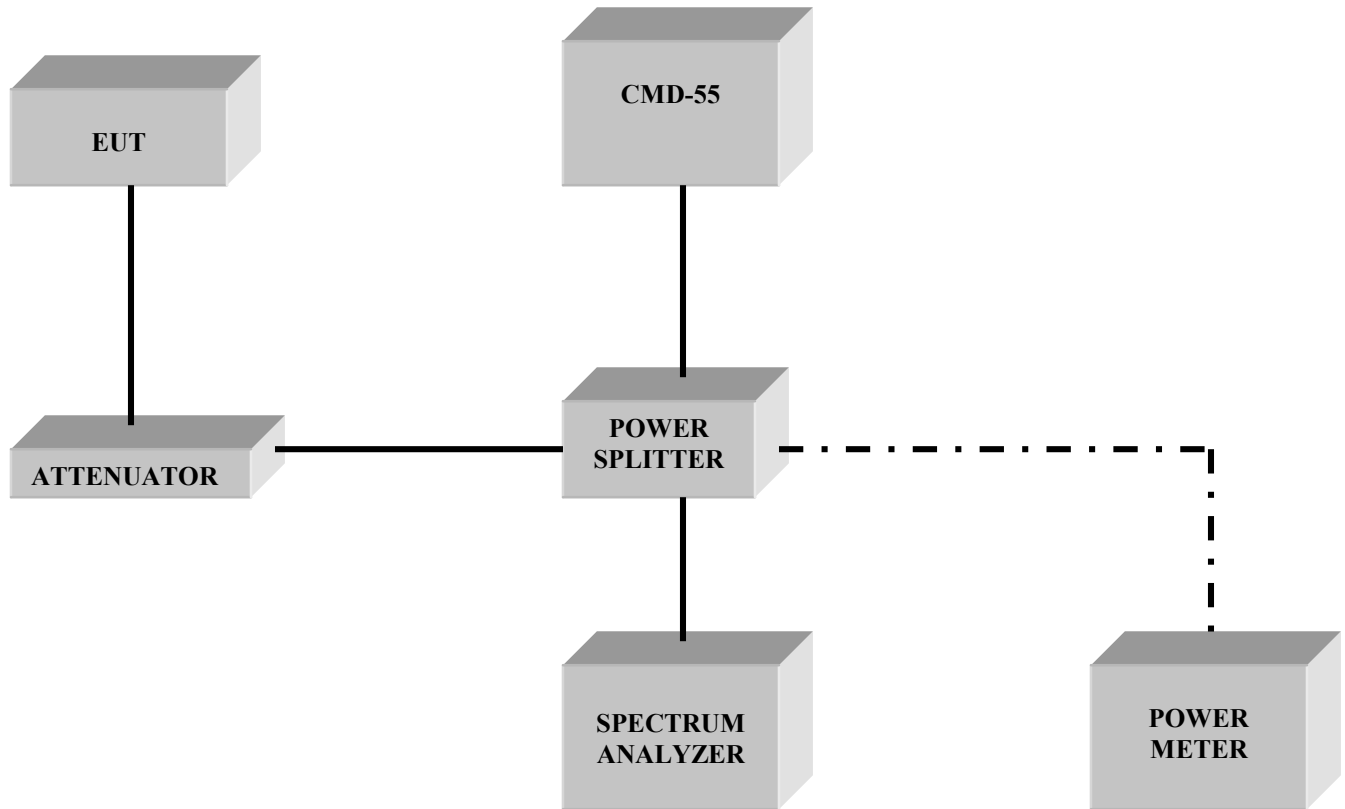 CMD-55
EUT
POWER
SPLITTER
ATTENUATOR
SPECTRUM
ANALYZER
POWER
METER